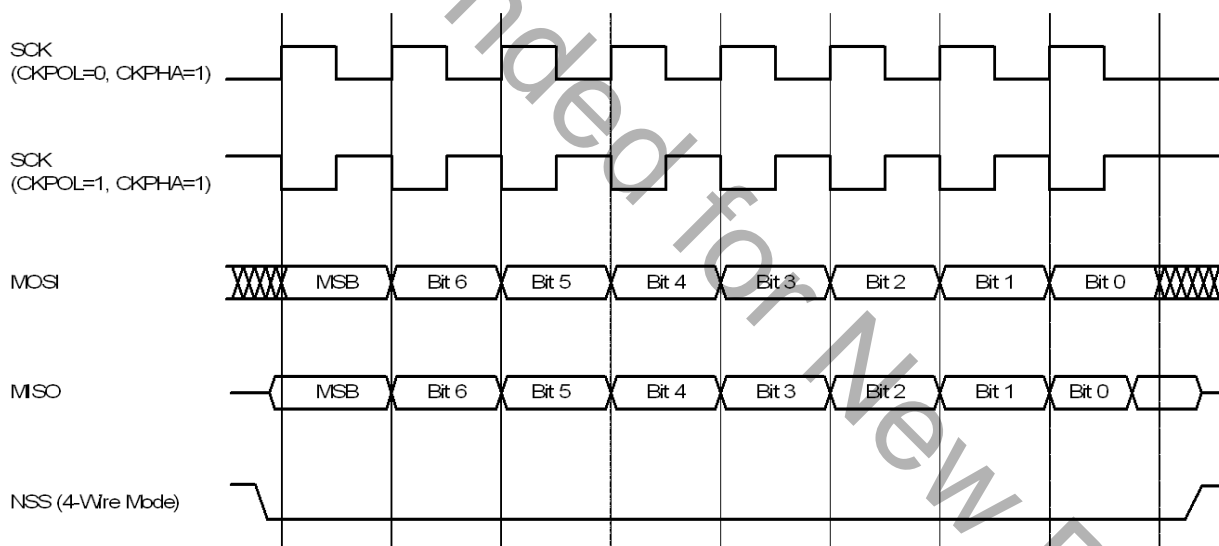 SCK
(CKPOL=0, CKPHA=1)
SCK
(CKPOL=1, CKPHA=1)
MOSI
MSB Bit 6 Bit 5 Bit 4 Bit 3 Bit 2 Bit 1 Bit 0
MISO
MSB Bit 6 Bit 5 Bit 4 Bit 3 Bit 2 Bit 1 Bit 0
NSS (4-Wire Mode)
nded for New